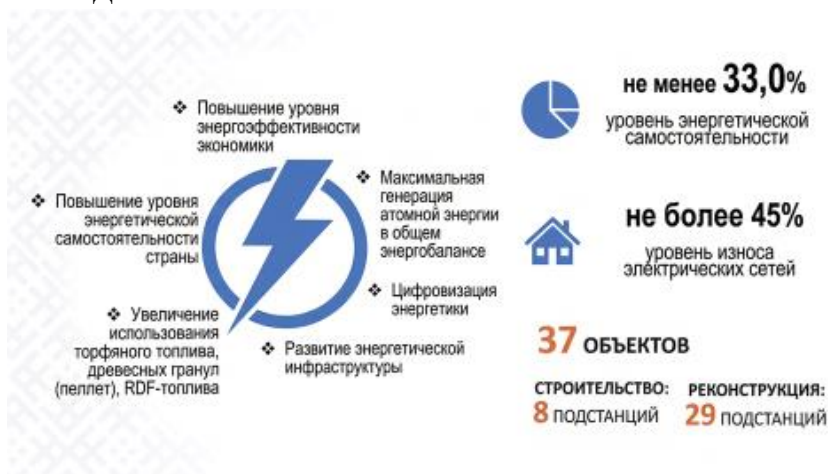 ❖ Повышение уровня
энергоэффективности
экономики
❖ Максимальная
генерация
атомной энергии
в общем
энергобалансе
❖ Цифровизация
энергетики
❖ Развитие энергетической
инфраструктуры
❖ Увеличение
использования
торфяного топлива,
древесных гранул
(пеллет), RDF-топлива
❖ Повышение уровня
энергетической
самостоятельности
страны
не менее 33,0%
уровень энергетической
самостоятельности
не более 45%
уровень износа
электрических сетей
37 ОБЪЕКТОВ
СТРОИТЕЛЬСТВО:
8 ПОДСТАНЦИЙ
РЕКОНСТРУКЦИЯ:
29 ПОДСТАНЦИЙ